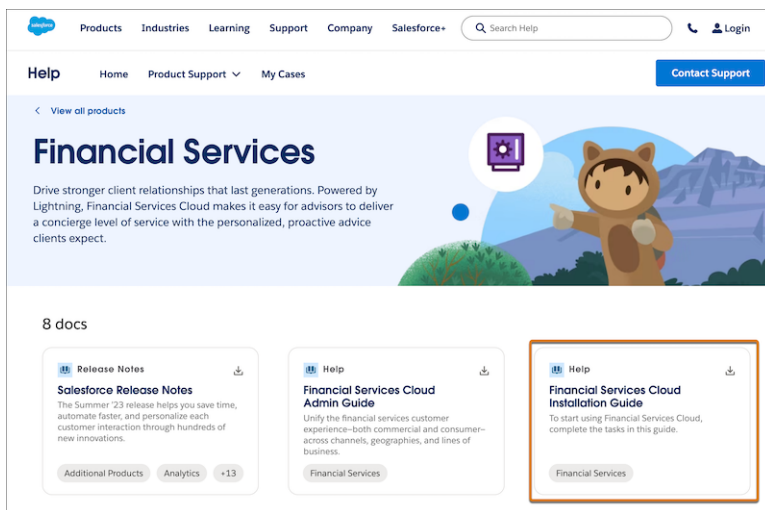 salesforce
Products Industries Learning Support Company Salesforce+ Search Help Login
Help Home Product Support My Cases Contact Support
View all products
Financial Services
Drive stronger client relationships that last generations. Powered by
Lightning, Financial Services Cloud makes it easy for advisors to deliver
a concierge level of service with the personalized, proactive advice
clients expect.
8 docs
Release Notes
Salesforce Release Notes
The Summer '23 release helps you save time,
automate faster, and personalize each
customer interaction through hundreds of
new innovations.
Additional Products Analytics +13
Help
Financial Services Cloud
Admin Guide
Unify the financial services customer
experience—both commercial and consumer—
across channels, geographies, and lines of
business.
Financial Services
Help
Financial Services Cloud
Installation Guide
To start using Financial Services Cloud,
complete the tasks in this guide.
Financial Services